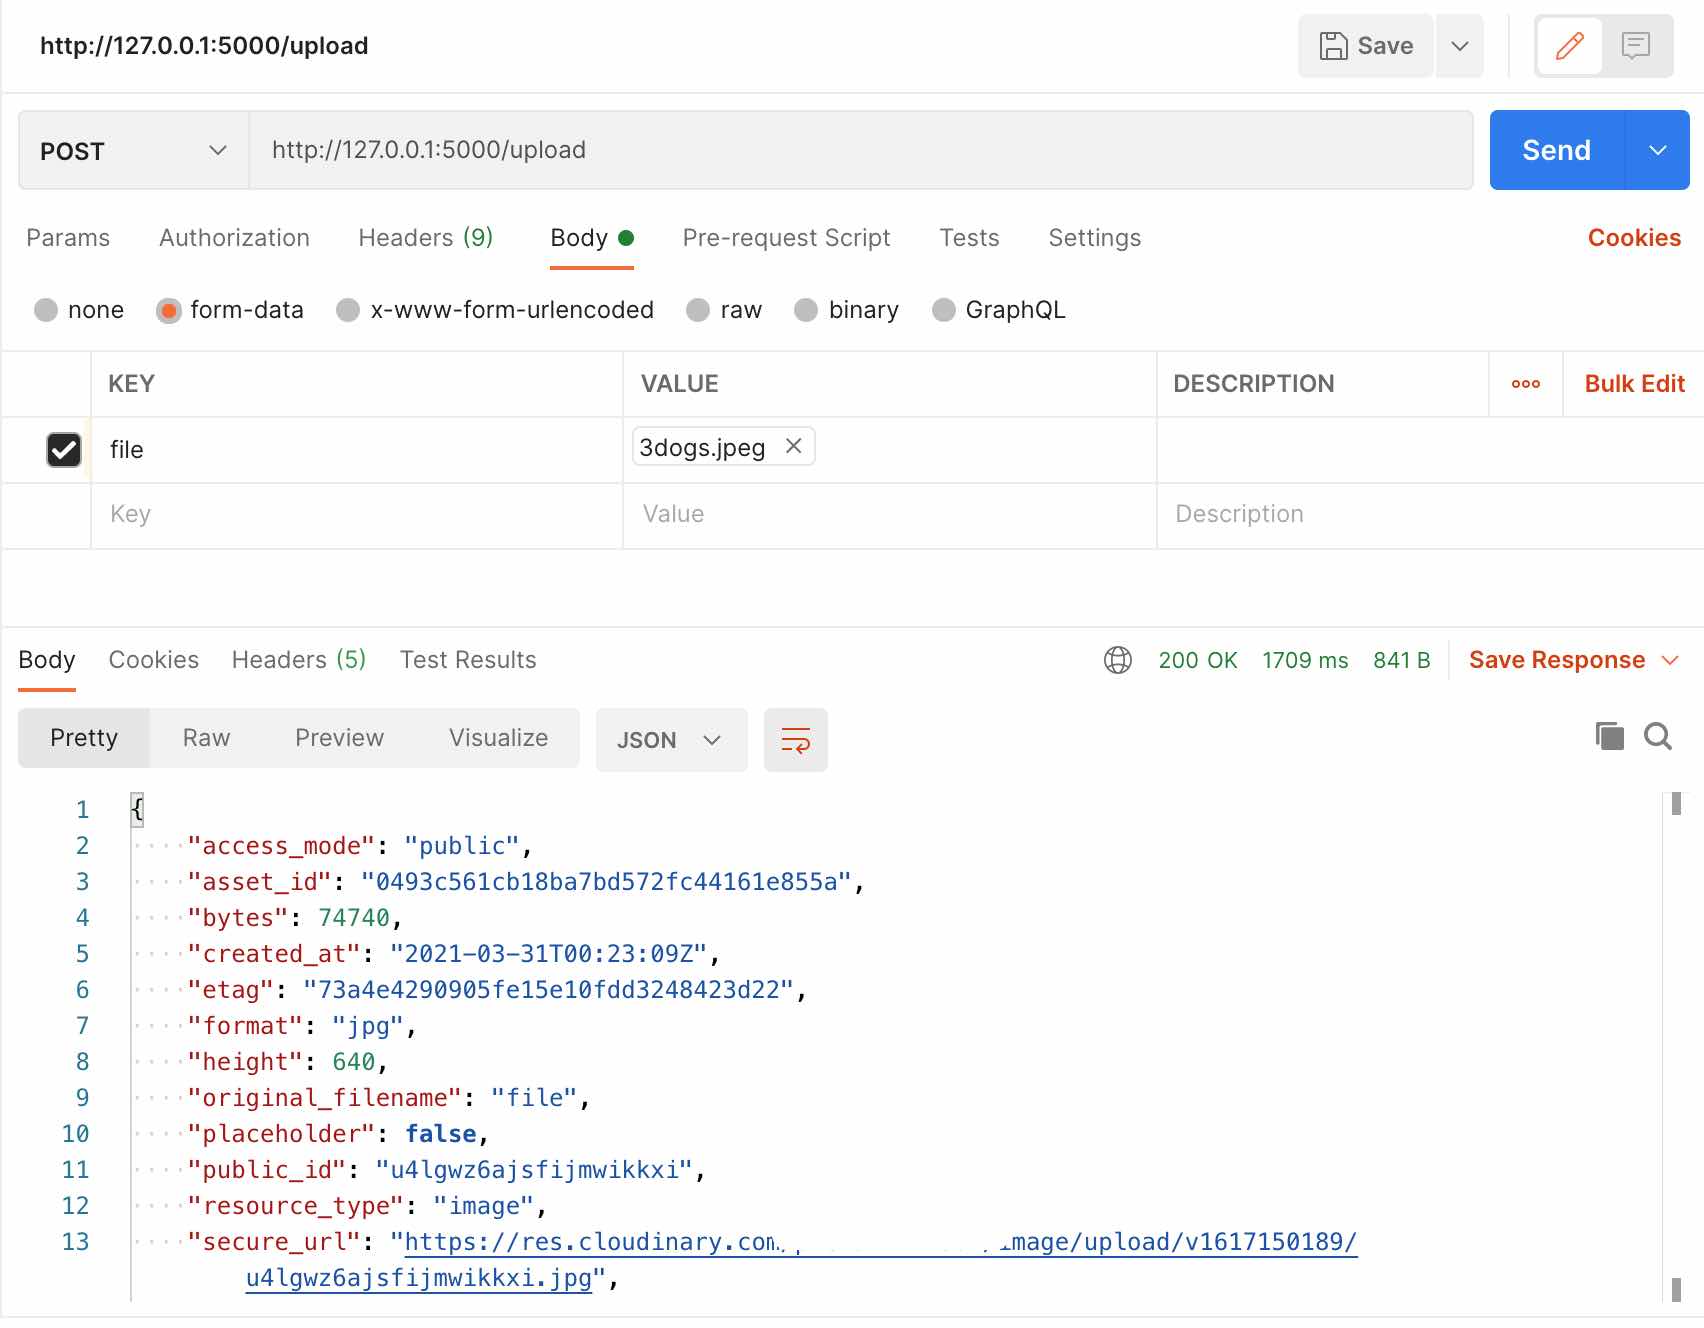 http://127.0.0.1:5000/upload
Save
POST
http://127.0.0.1:5000/upload
Send
Params Authorization Headers (9) Body Pre-request Script Tests Settings Cookies
none form-data x-www-form-urlencoded raw binary GraphQL
KEY VALUE DESCRIPTION Bulk Edit
file 3dogs.jpeg
Key Value Description
Body Cookies Headers (5) Test Results 200 OK 1709 ms 841 B Save Response
Pretty Raw Preview Visualize JSON
1 {
2 "access_mode": "public",
3 "asset_id": "0493c561cb18ba7bd572fc44161e855a",
4 "bytes": 74740,
5 "created_at": "2021-03-31T00:23:09Z",
6 "etag": "73a4e4290905fe15e10fdd3248423d22",
7 "format": "jpg",
8 "height": 640,
9 "original_filename": "file",
10 "placeholder": false,
11 "public_id": "u4lgwz6ajsfijmwikkxi",
12 "resource_type": "image",
13 "secure_url": "https://res.cloudinary.com/ image/upload/v1617150189/
u4lgwz6ajsfijmwikkxi.jpg",